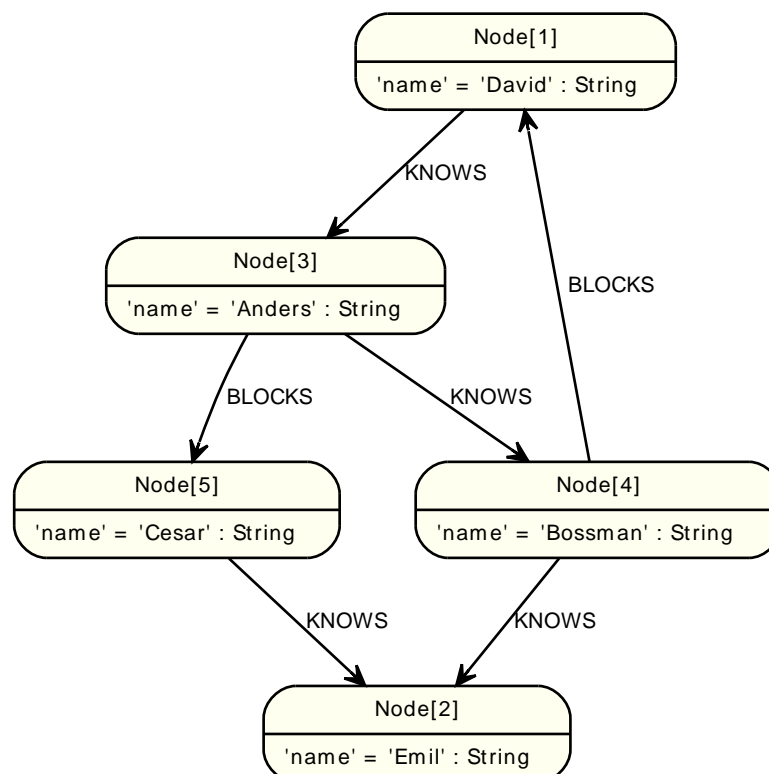 Node[1]
'name' = 'David' : String
KNOWS
Node[3]
'name' = 'Anders' : String
BLOCKS
BLOCKS
KNOWS
Node[5]
'name' = 'Cesar' : String
Node[4]
'name' = 'Bossman' : String
KNOWS
KNOWS
Node[2]
'name' = 'Emil' : String